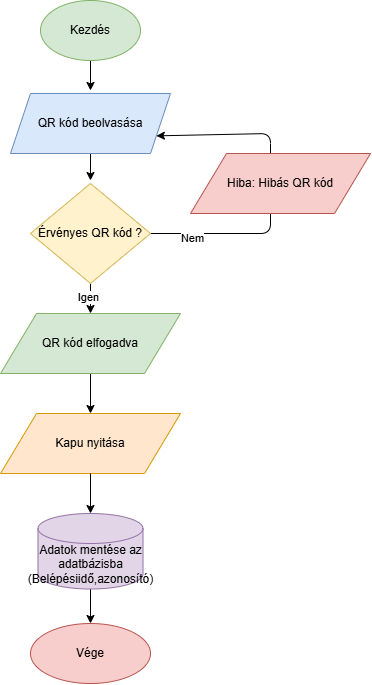 Kezdés
QR kód beolvasása
Hiba: Hibás QR kód
Érvényes QR kód ?
Nem
Igen
QR kód elfogadva
Kapu nyitása
Adatok mentése az
adatbázisba
(Belépésiidő,azonosító)
Vége